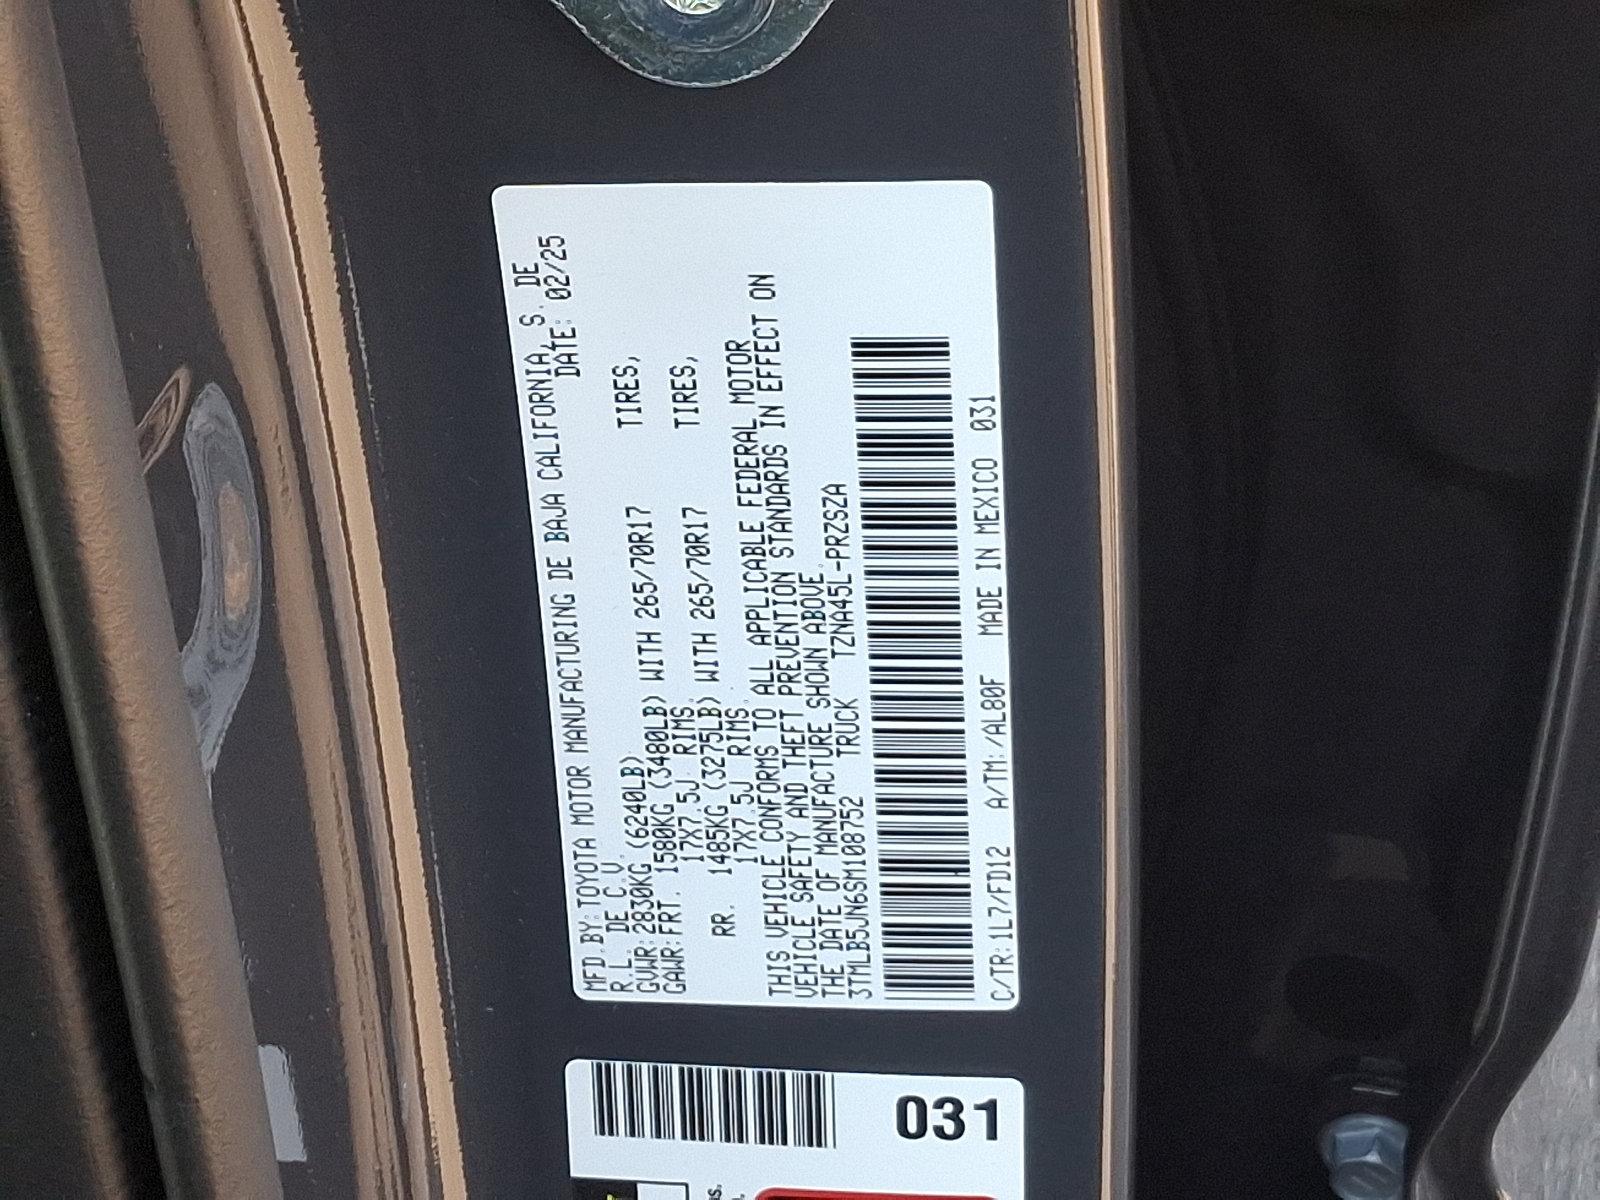 MFD. BY: TOYOTA MOTOR MANUFACTURING DE BAJA CALIFORNIA, S. DE
R.L. DE C.V. DATE: 02/25
GVWR: 2830KG (6240LB)
GAWR: FRT. 1580KG (3480LB) WITH 265/70R17 TIRES,
17X7.5J RIMS.
RR. 1485KG (3275LB) WITH 265/70R17 TIRES,
17X7.5J RIMS.
THIS VEHICLE CONFORMS TO ALL APPLICABLE FEDERAL MOTOR
VEHICLE SAFETY AND THEFT PREVENTION STANDARDS IN EFFECT ON
THE DATE OF MANUFACTURE SHOWN ABOVE.
3TMLB5JN6SM108752 TRUCK TZNA45L-PRZSZA
C/TR: 1L7/FD12 A/TM: /AL80F MADE IN MEXICO 031
031